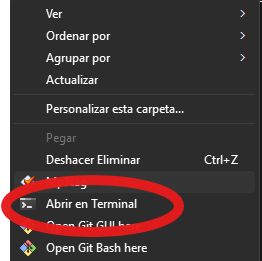 Ver
Ordenar por
Agrupar por
Actualizar
Personalizar esta carpeta...
Pegar
Deshacer Eliminar Ctrl+Z
Abrir en Terminal
Open Git GUI here
Open Git Bash here